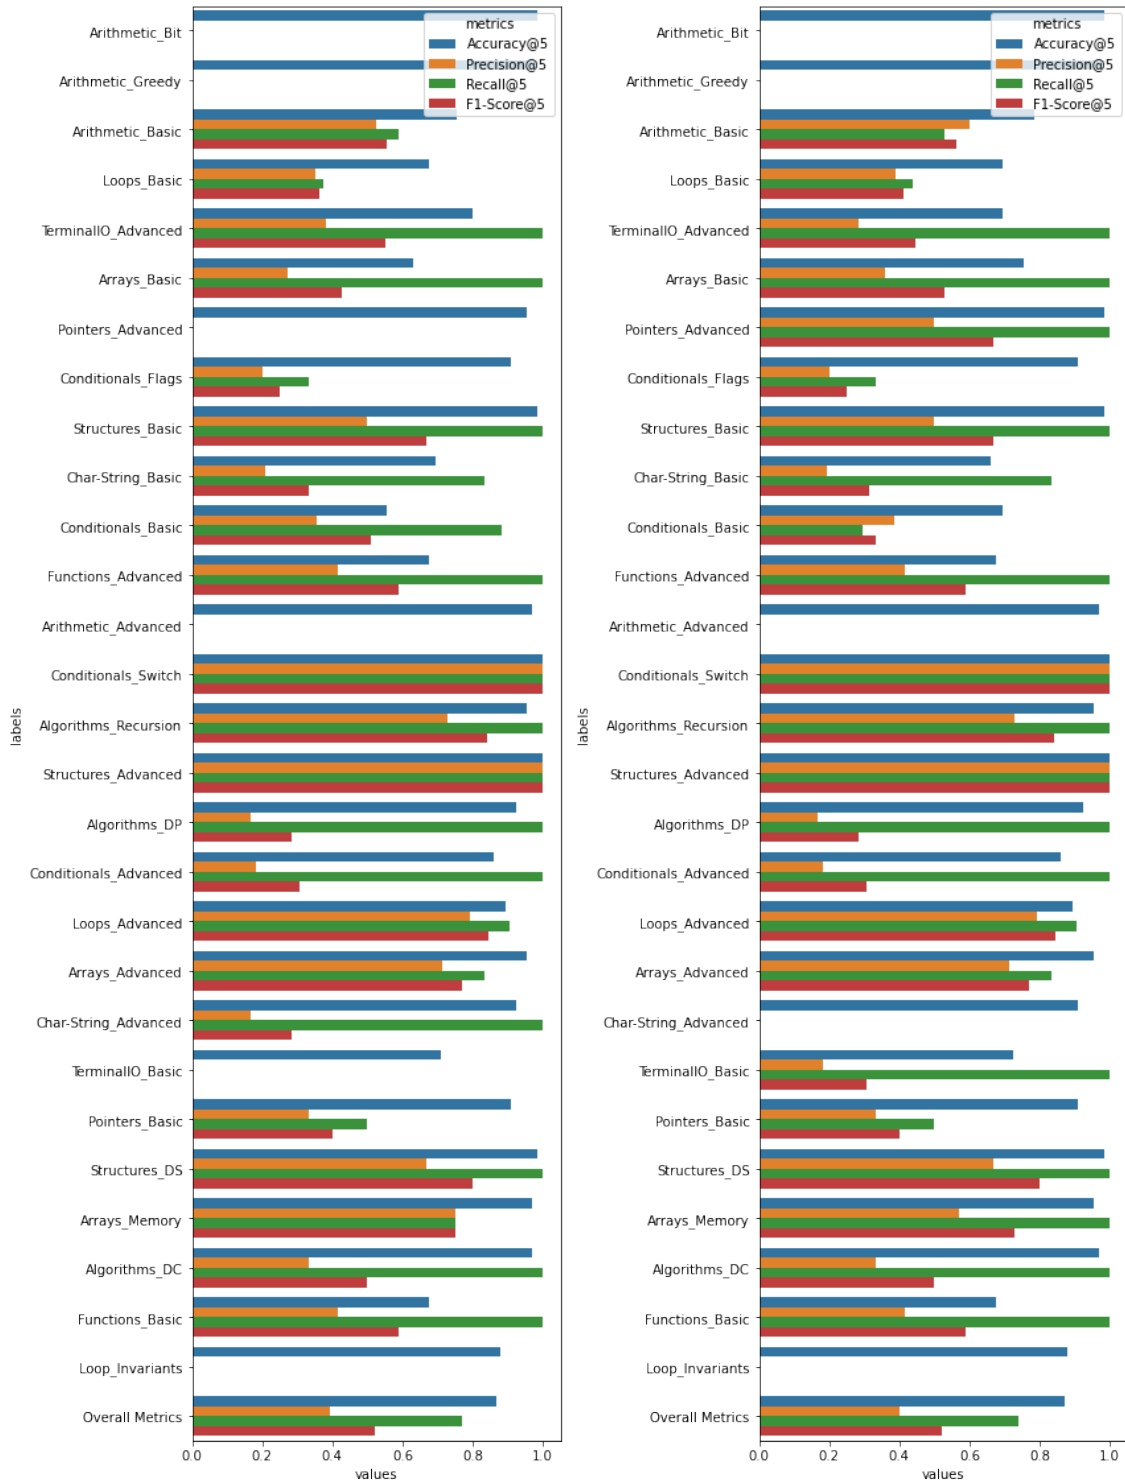 metrics
Accuracy@5
Precision@5
Recall@5
F1-Score@5
Arithmetic_Bit
Arithmetic_Greedy
Arithmetic_Basic
Loops_Basic
TerminalIO_Advanced
Arrays_Basic
Pointers_Advanced
Conditionals_Flags
Structures_Basic
Char-String_Basic
Conditionals_Basic
Functions_Advanced
Arithmetic_Advanced
Conditionals_Switch
Algorithms_Recursion
Structures_Advanced
Algorithms_DP
Conditionals_Advanced
Loops_Advanced
Arrays_Advanced
Char-String_Advanced
TerminalIO_Basic
Pointers_Basic
Structures_DS
Arrays_Memory
Algorithms_DC
Functions_Basic
Loop_Invariants
Overall Metrics
labels
0.0 0.2 0.4 0.6 0.8 1.0
values
metrics
Accuracy@5
Precision@5
Recall@5
F1-Score@5
Arithmetic_Bit
Arithmetic_Greedy
Arithmetic_Basic
Loops_Basic
TerminalIO_Advanced
Arrays_Basic
Pointers_Advanced
Conditionals_Flags
Structures_Basic
Char-String_Basic
Conditionals_Basic
Functions_Advanced
Arithmetic_Advanced
Conditionals_Switch
Algorithms_Recursion
Structures_Advanced
Algorithms_DP
Conditionals_Advanced
Loops_Advanced
Arrays_Advanced
Char-String_Advanced
TerminalIO_Basic
Pointers_Basic
Structures_DS
Arrays_Memory
Algorithms_DC
Functions_Basic
Loop_Invariants
Overall Metrics
labels
0.0 0.2 0.4 0.6 0.8 1.0
values